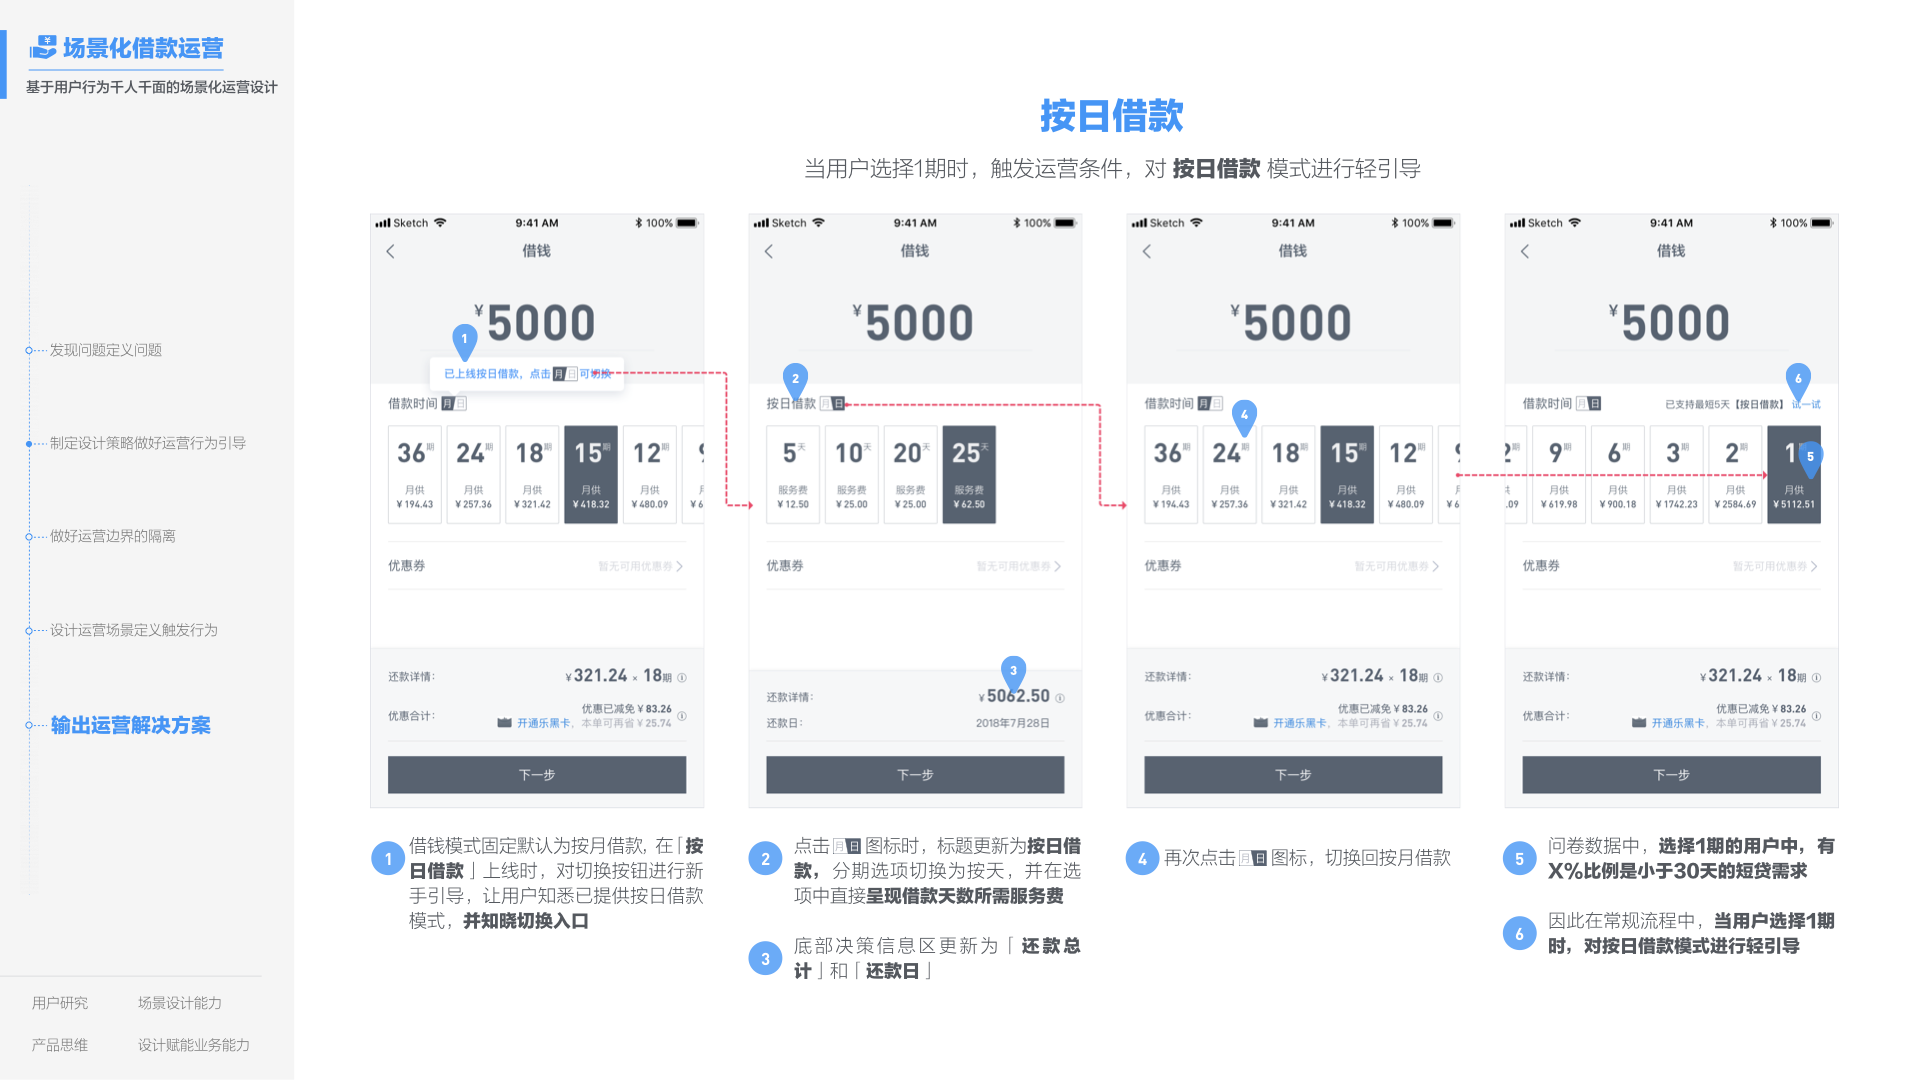 场景化借款运营
基于用户行为千人千面的场景化运营设计
发现问题定义问题
制定设计策略做好运营行为引导
做好运营边界的隔离
设计运营场景定义触发行为
输出运营解决方案
用户研究 场景设计能力
产品思维 设计赋能业务能力
按日借款
当用户选择1期时，触发运营条件，对 按日借款 模式进行轻引导
Sketch 9:41 AM 100%
借钱
¥5000
1
已上线按日借款，点击月日可切换
借款时间 月日
36期 24期 18期 15期 12期
月供 月供 月供 月供 月供
¥194.43 ¥257.36 ¥321.42 ¥418.32 ¥480.09 ¥6
优惠券 暂无可用优惠券
还款详情: ¥321.24 × 18期
优惠合计: 优惠已减免¥83.26
开通乐黑卡，本单可再省¥25.74
下一步
Sketch 9:41 AM 100%
借钱
¥5000
2
按日借款 月日
5天 10天 20天 25天
服务费 服务费 服务费 服务费
¥12.50 ¥25.00 ¥25.00 ¥62.50
优惠券 暂无可用优惠券
3
还款详情: ¥5062.50
还款日: 2018年7月28日
下一步
Sketch 9:41 AM 100%
借钱
¥5000
借款时间 月日
4
36期 24期 18期 15期 12期
月供 月供 月供 月供 月供
¥194.43 ¥257.36 ¥321.42 ¥418.32 ¥480.09 ¥6
优惠券 暂无可用优惠券
还款详情: ¥321.24 × 18期
优惠合计: 优惠已减免¥83.26
开通乐黑卡，本单可再省¥25.74
下一步
Sketch 9:41 AM 100%
借钱
¥5000
6
借款时间 月日 已支持最短5天【按日借款】 试一试
2期 9期 6期 3期 2期 1
5
月供 月供 月供 月供 月供
.09 ¥619.98 ¥900.18 ¥1742.23 ¥2584.69 ¥5112.51
优惠券 暂无可用优惠券
还款详情: ¥321.24 × 18期
优惠合计: 优惠已减免¥83.26
开通乐黑卡，本单可再省¥25.74
下一步
1 借钱模式固定默认为按月借款，在「按
日借款」上线时，对切换按钮进行新
手引导，让用户知悉已提供按日借款
模式，并知晓切换入口
2 点击月日图标时，标题更新为按日借
款，分期选项切换为按天，并在选
项中直接呈现借款天数所需服务费
3 底部决策信息区更新为「还款总
计」和「还款日」
4 再次点击月日图标，切换回按月借款
5 问卷数据中，选择1期的用户中，有
X%比例是小于30天的短贷需求
6 因此在常规流程中，当用户选择1期
时，对按日借款模式进行轻引导